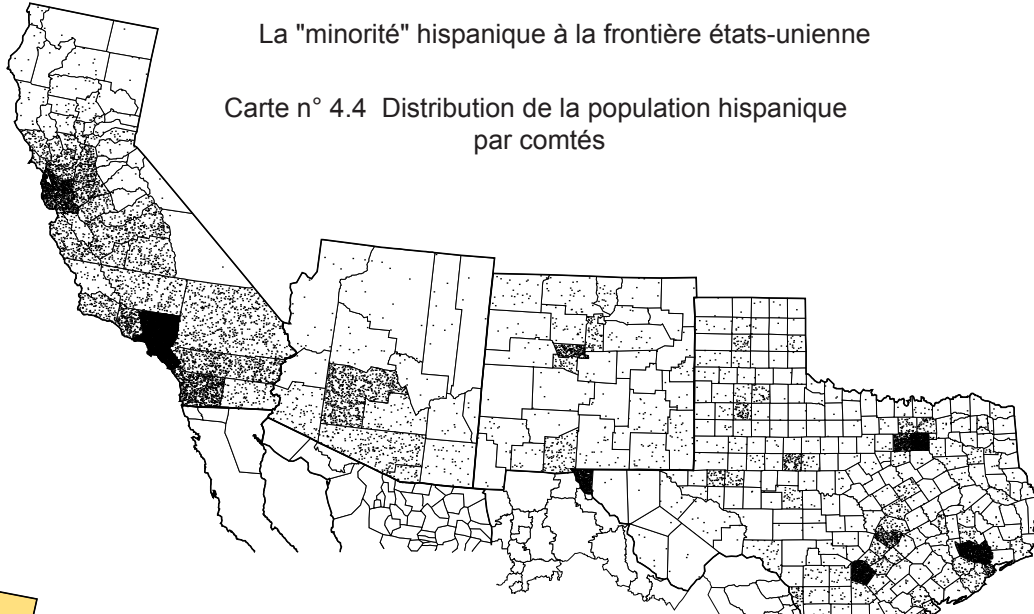 La "minorité" hispanique à la frontière états-unienne
Carte n° 4.4 Distribution de la population hispanique
par comtés